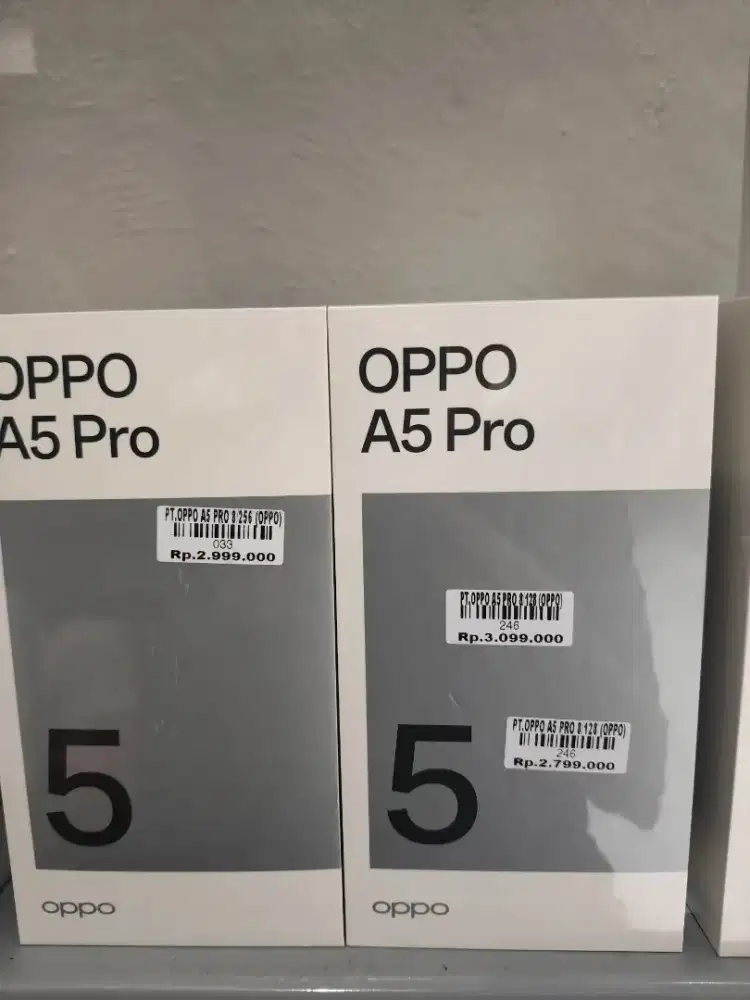 OPPO
A5 Pro
PT.OPPO A5 PRO 8/256 (OPPO)
033
Rp.2.999.000
5
oppo
OPPO
A5 Pro
PT.OPPO A5 PRO 8.128 (OPPO)
246
Rp.3.099.000
PT.OPPO A5 PRO 8.128 (OPPO)
246
Rp.2.799.000
5
oppo